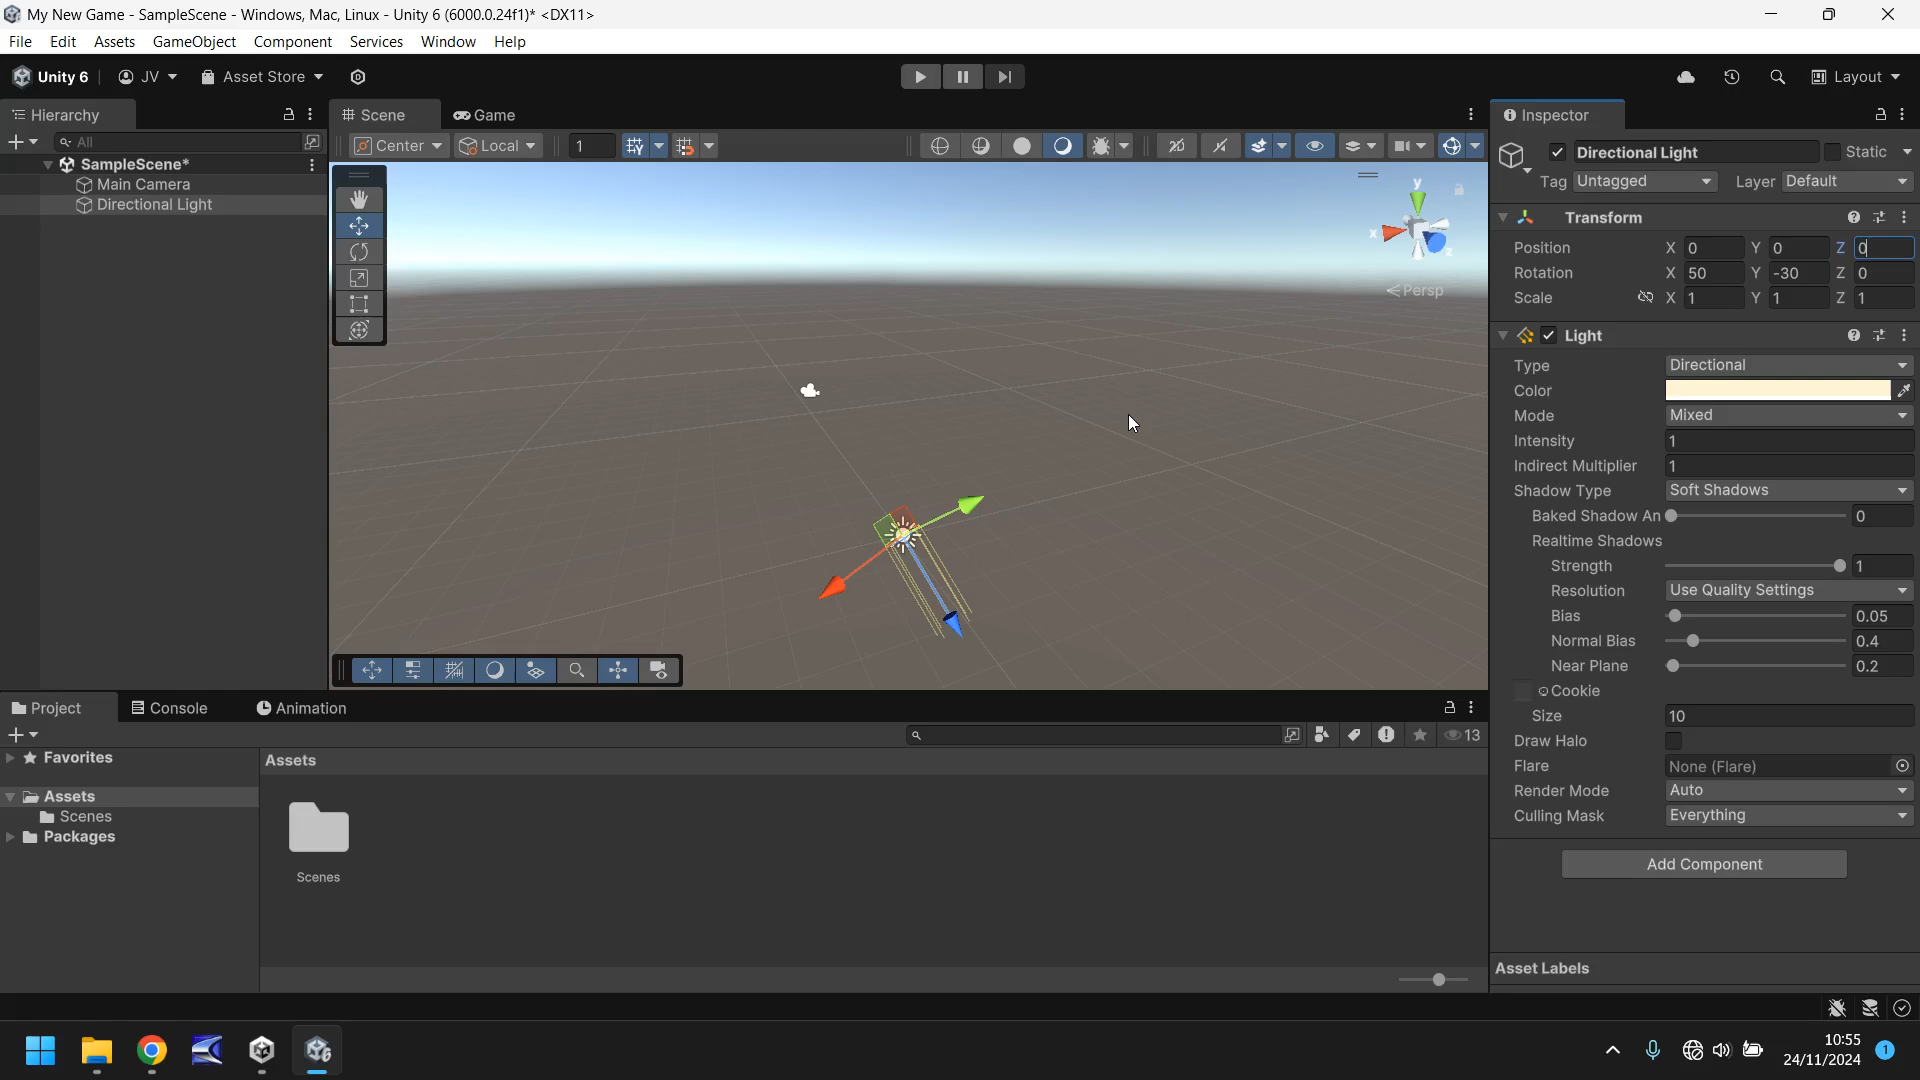 My New Game - SampleScene - Windows, Mac, Linux - Unity 6 (6000.0.24f1)* <DX11>
File Edit Assets GameObject Component Services Window Help
Unity 6 JV Asset Store Layout
Hierarchy
All
SampleScene*
Main Camera
Directional Light
Scene Game
Center Local 1
y
x
z
Persp
Inspector
Directional Light Static
Tag Untagged Layer Default
Transform
Position X 0 Y 0 Z 0
Rotation X 50 Y -30 Z 0
Scale X 1 Y 1 Z 1
Light
Type Directional
Color
Mode Mixed
Intensity 1
Indirect Multiplier 1
Shadow Type Soft Shadows
Baked Shadow An 0
Realtime Shadows
Strength 1
Resolution Use Quality Settings
Bias 0.05
Normal Bias 0.4
Near Plane 0.2
Cookie
Size 10
Draw Halo
Flare None (Flare)
Render Mode Auto
Culling Mask Everything
Add Component
Asset Labels
Project Console Animation
13
Favorites
Assets
Scenes
Packages
Assets
Scenes
10:55
24/11/2024
1